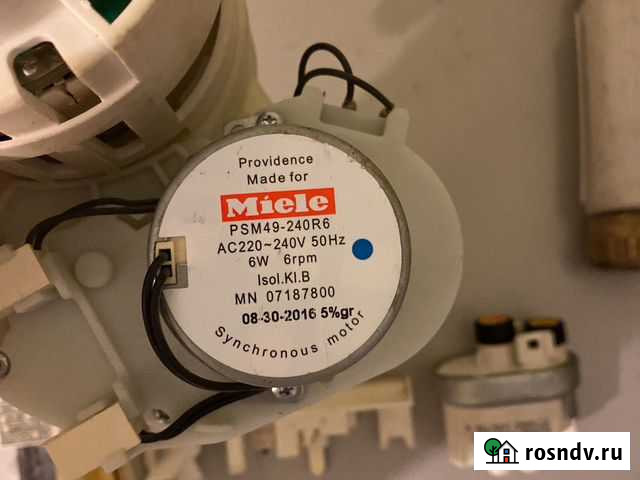 Providence
Made for
Miele
PSM49-240R6
AC220~240V 50Hz
6W 6rpm
Isol.Kl.B
MN 07187800
08-30-2016 5%gr
Synchronous motor
rosndv.ru